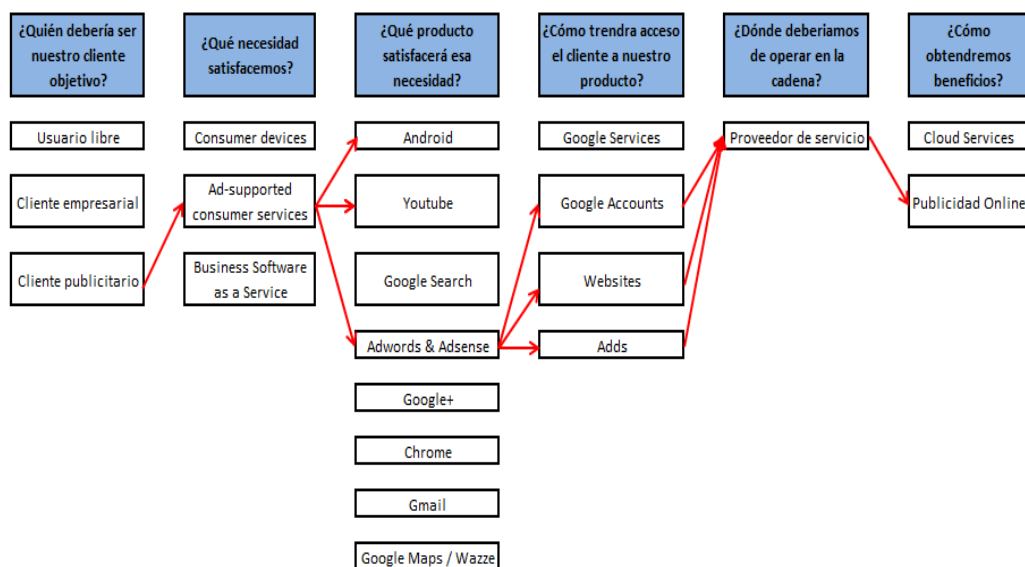 ¿Quién debería ser
nuestro cliente
objetivo?
¿Qué necesidad
satisfacemos?
¿Qué producto
satisfacerá esa
necesidad?
¿Cómo trendra acceso
el cliente a nuestro
producto?
¿Dónde deberiamos
de operar en la
cadena?
¿Cómo
obtendremos
beneficios?
Usuario libre
Cliente empresarial
Cliente publicitario
Consumer devices
Ad-supported
consumer services
Business Software
as a Service
Android
Youtube
Google Search
Adwords & Adsense
Google+
Chrome
Gmail
Google Maps / Wazze
Google Services
Google Accounts
Websites
Adds
Proveedor de servicio
Cloud Services
Publicidad Online